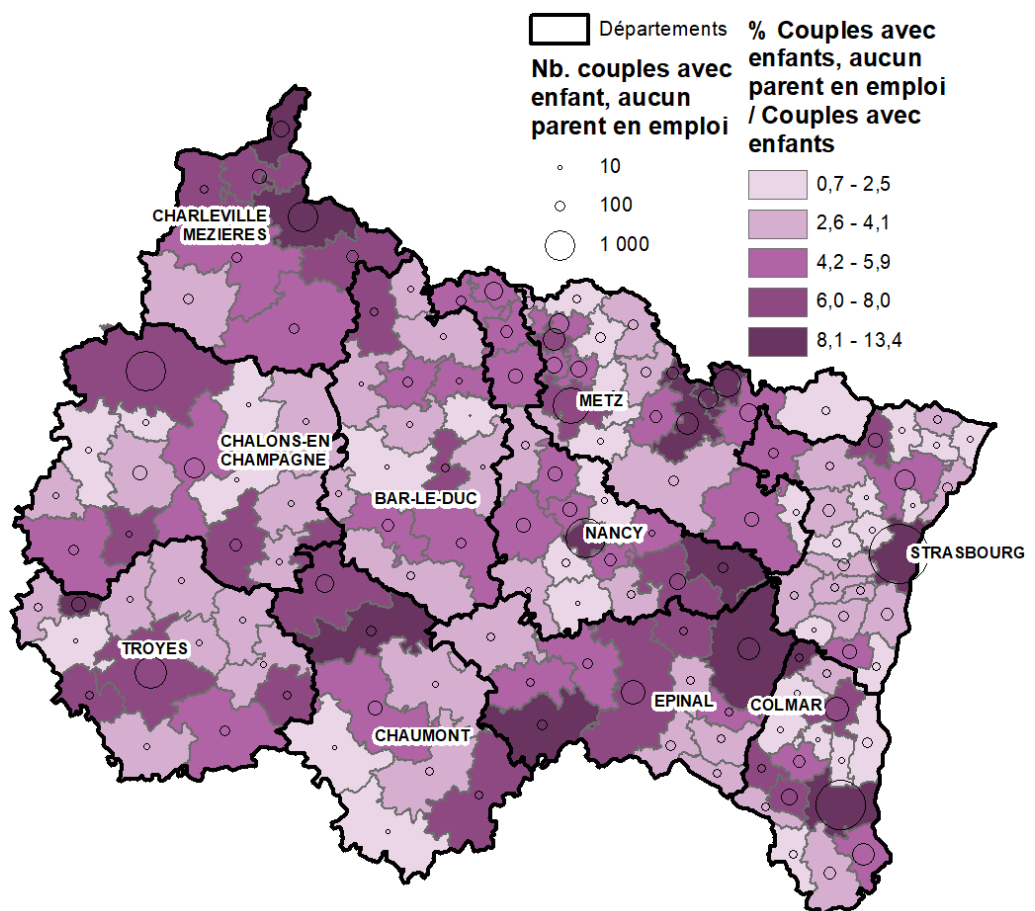 Départements
Nb. couples avec
enfant, aucun
parent en emploi
10
100
1 000
% Couples avec
enfants, aucun
parent en emploi
/ Couples avec
enfants
0,7 - 2,5
2,6 - 4,1
4,2 - 5,9
6,0 - 8,0
8,1 - 13,4
CHARLEVILLE
MEZIERES
METZ
CHALONS-EN
CHAMPAGNE
BAR-LE-DUC
NANCY
STRASBOURG
TROYES
EPINAL
COLMAR
CHAUMONT